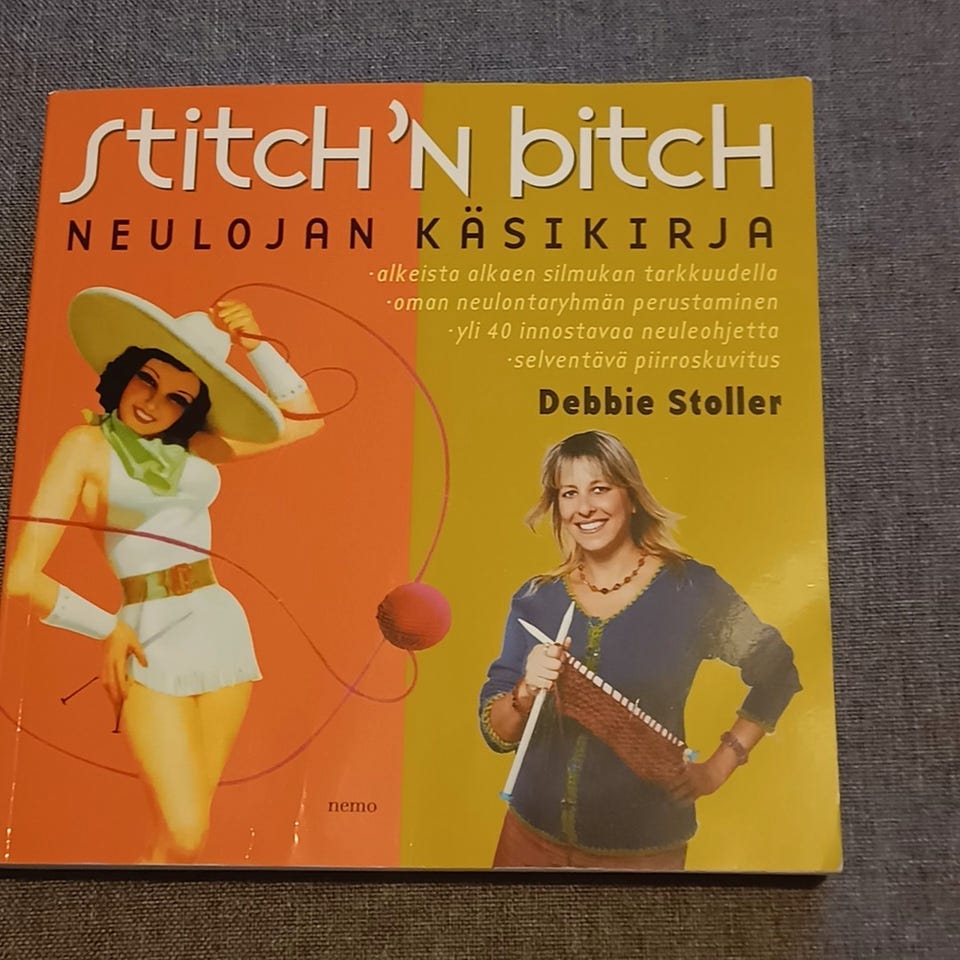 stitch'n bitch
NEULOJAN KÄSIKIRJA
·alkeista alkaen silmukan tarkkuudella
·oman neulontaryhmän perustaminen
·yli 40 innostavaa neuleohjetta
·selventävä piirroskuvitus
Debbie Stoller
nemo